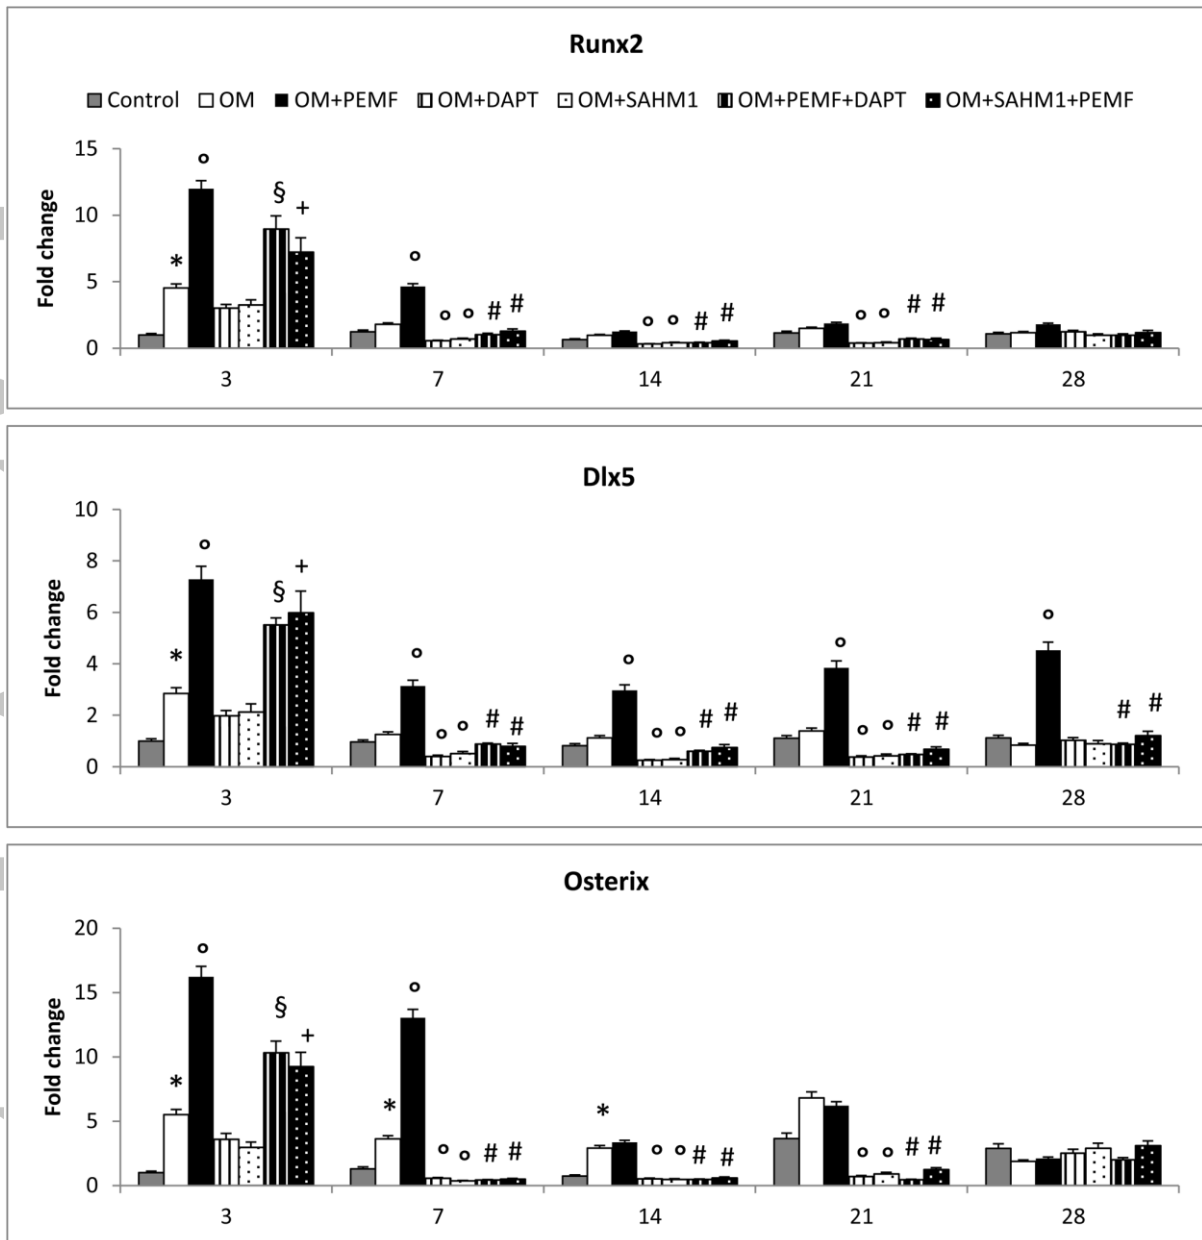 Runx2
Control OM OM+PEMF OM+DAPT OM+SAHM1 OM+PEMF+DAPT OM+SAHM1+PEMF
Fold change
15
10
5
0
* ° § +
° ° ° # #
° ° # #
° ° # #
3 7 14 21 28
Dlx5
Fold change
10
8
6
4
2
0
* ° § +
° ° ° # #
° ° ° # #
° ° ° # #
° # #
3 7 14 21 28
Osterix
Fold change
20
15
10
5
0
* ° § +
* ° ° ° # #
* ° ° # #
° ° # #
3 7 14 21 28